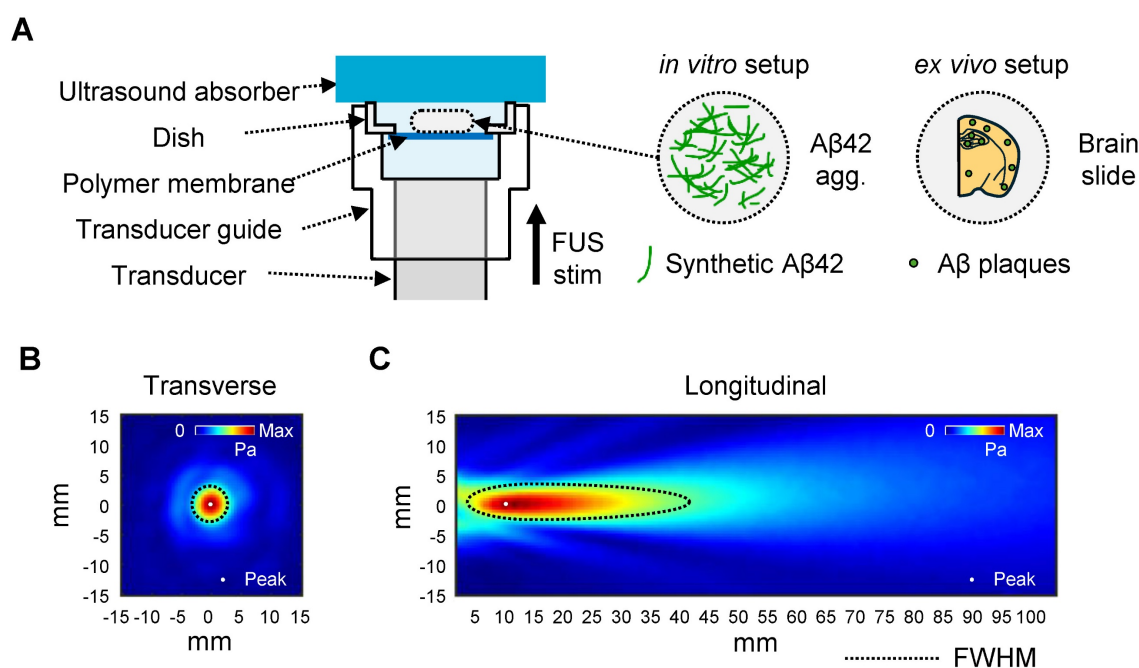 A
Ultrasound absorber
Dish
Polymer membrane
Transducer guide
Transducer
FUS
stim
in vitro setup
ex vivo setup
Aβ42
agg.
Brain
slide
Synthetic Aβ42
Aβ plaques
B
Transverse
15
10
5
0
-5
-10
-15
mm
0 Max
Pa
Peak
-15 -10 -5 0 5 10 15
mm
C
Longitudinal
15
10
5
0
-5
-10
-15
mm
0 Max
Pa
Peak
5 10 15 20 25 30 35 40 45 50 55 60 65 70 75 80 85 90 95 100
mm
FWHM